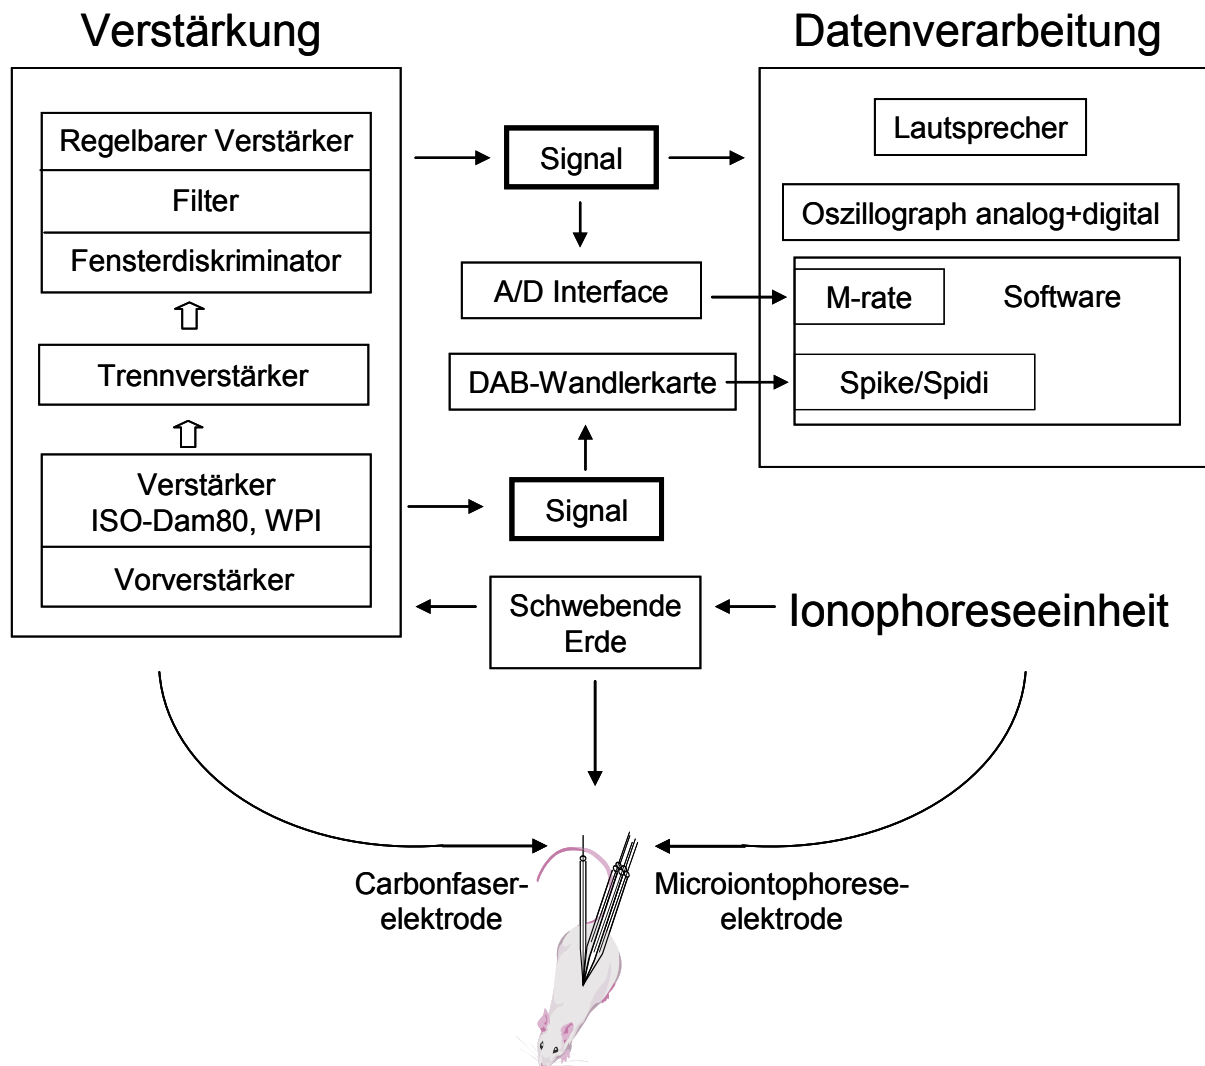 Verstärkung
Datenverarbeitung
Regelbarer Verstärker
Filter
Fensterdiskriminator
Trennverstärker
Verstärker
ISO-Dam80, WPI
Vorverstärker
Signal
A/D Interface
DAB-Wandlerkarte
Signal
Schwebende
Erde
Lautsprecher
Oszillograph analog+digital
M-rate
Software
Spike/Spidi
Ionophoreseeinheit
Carbonfaser-
elektrode
Microiontophorese-
elektrode